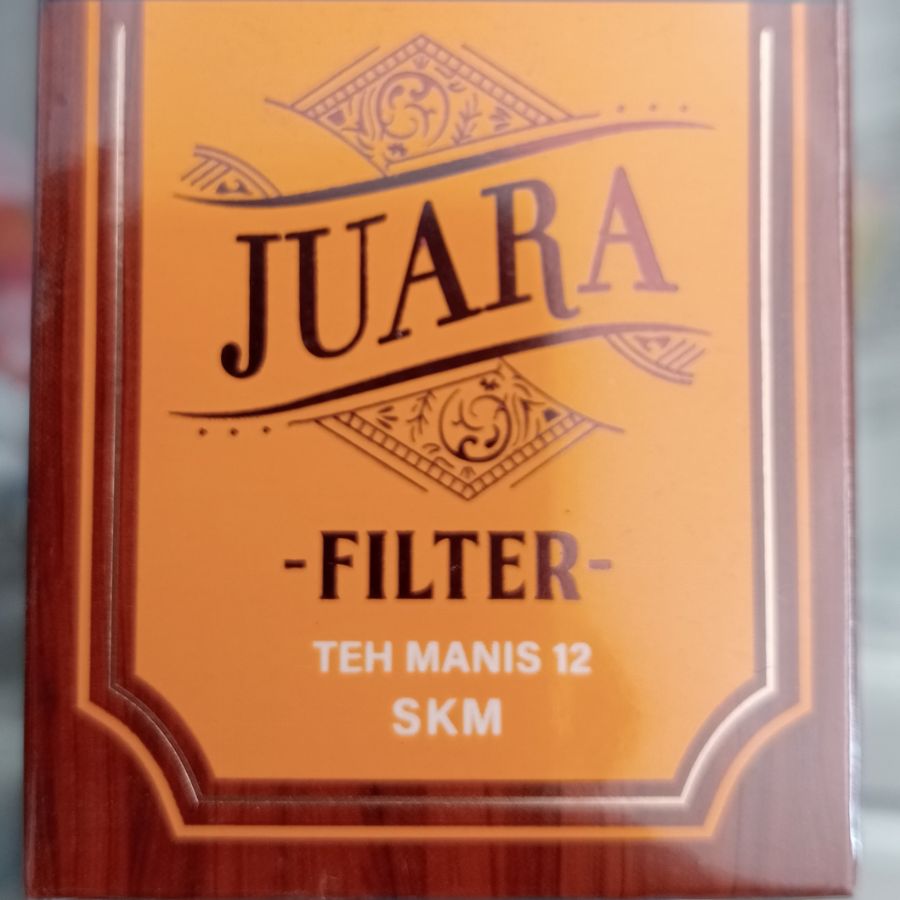 JUARA
-FILTER-
TEH MANIS 12
SKM